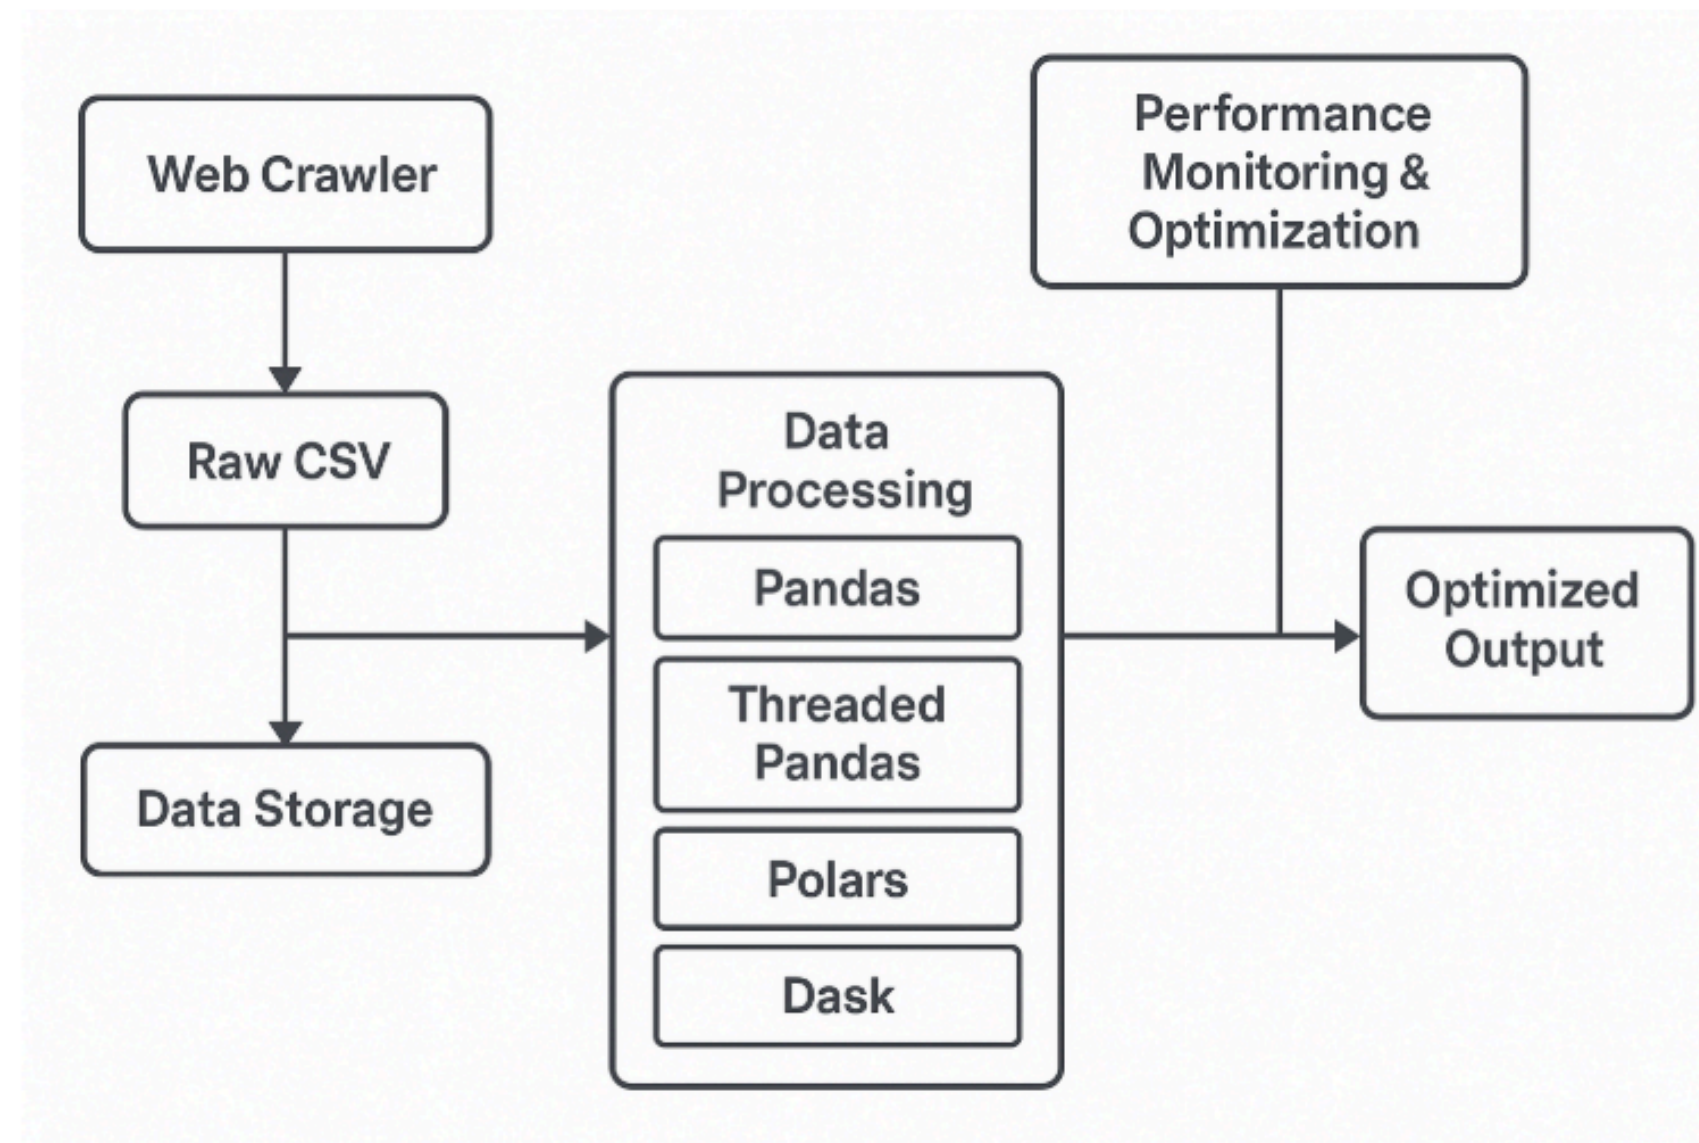 Web Crawler
Raw CSV
Data Storage
Data
Processing
Pandas
Threaded
Pandas
Polars
Dask
Performance
Monitoring &
Optimization
Optimized
Output